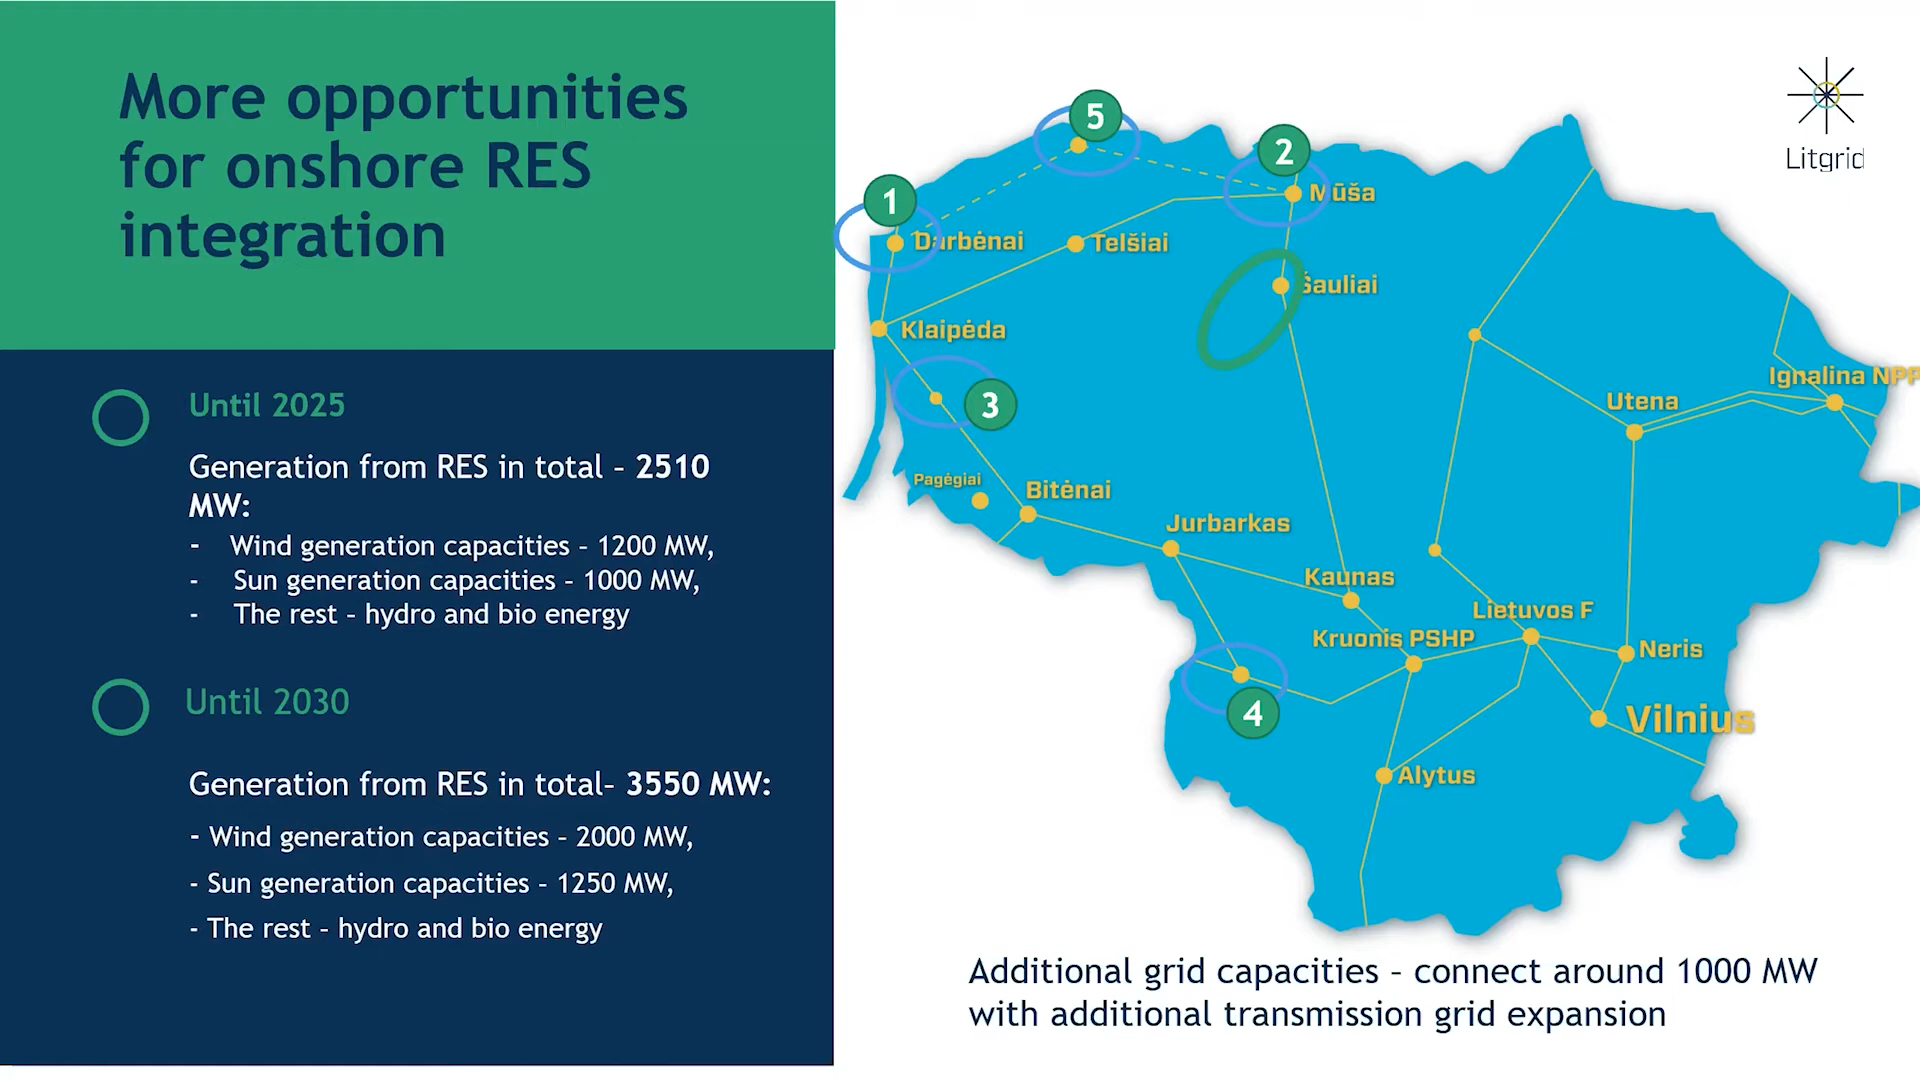 More opportunities
for onshore RES
integration
Until 2025
Generation from RES in total – 2510
MW:
- Wind generation capacities – 1200 MW,
- Sun generation capacities – 1000 MW,
- The rest – hydro and bio energy
Until 2030
Generation from RES in total– 3550 MW:
- Wind generation capacities – 2000 MW,
- Sun generation capacities – 1250 MW,
- The rest – hydro and bio energy
Litgrid
5
2
Mūša
1
Darbėnai
Telšiai
Šauliai
Klaipėda
3
Ignalina NPP
Utena
Pagėgiai
Bitėnai
Jurbarkas
Kaunas
Lietuvos F
Kruonis PSHP
Neris
4
Vilnius
Alytus
Additional grid capacities – connect around 1000 MW
with additional transmission grid expansion